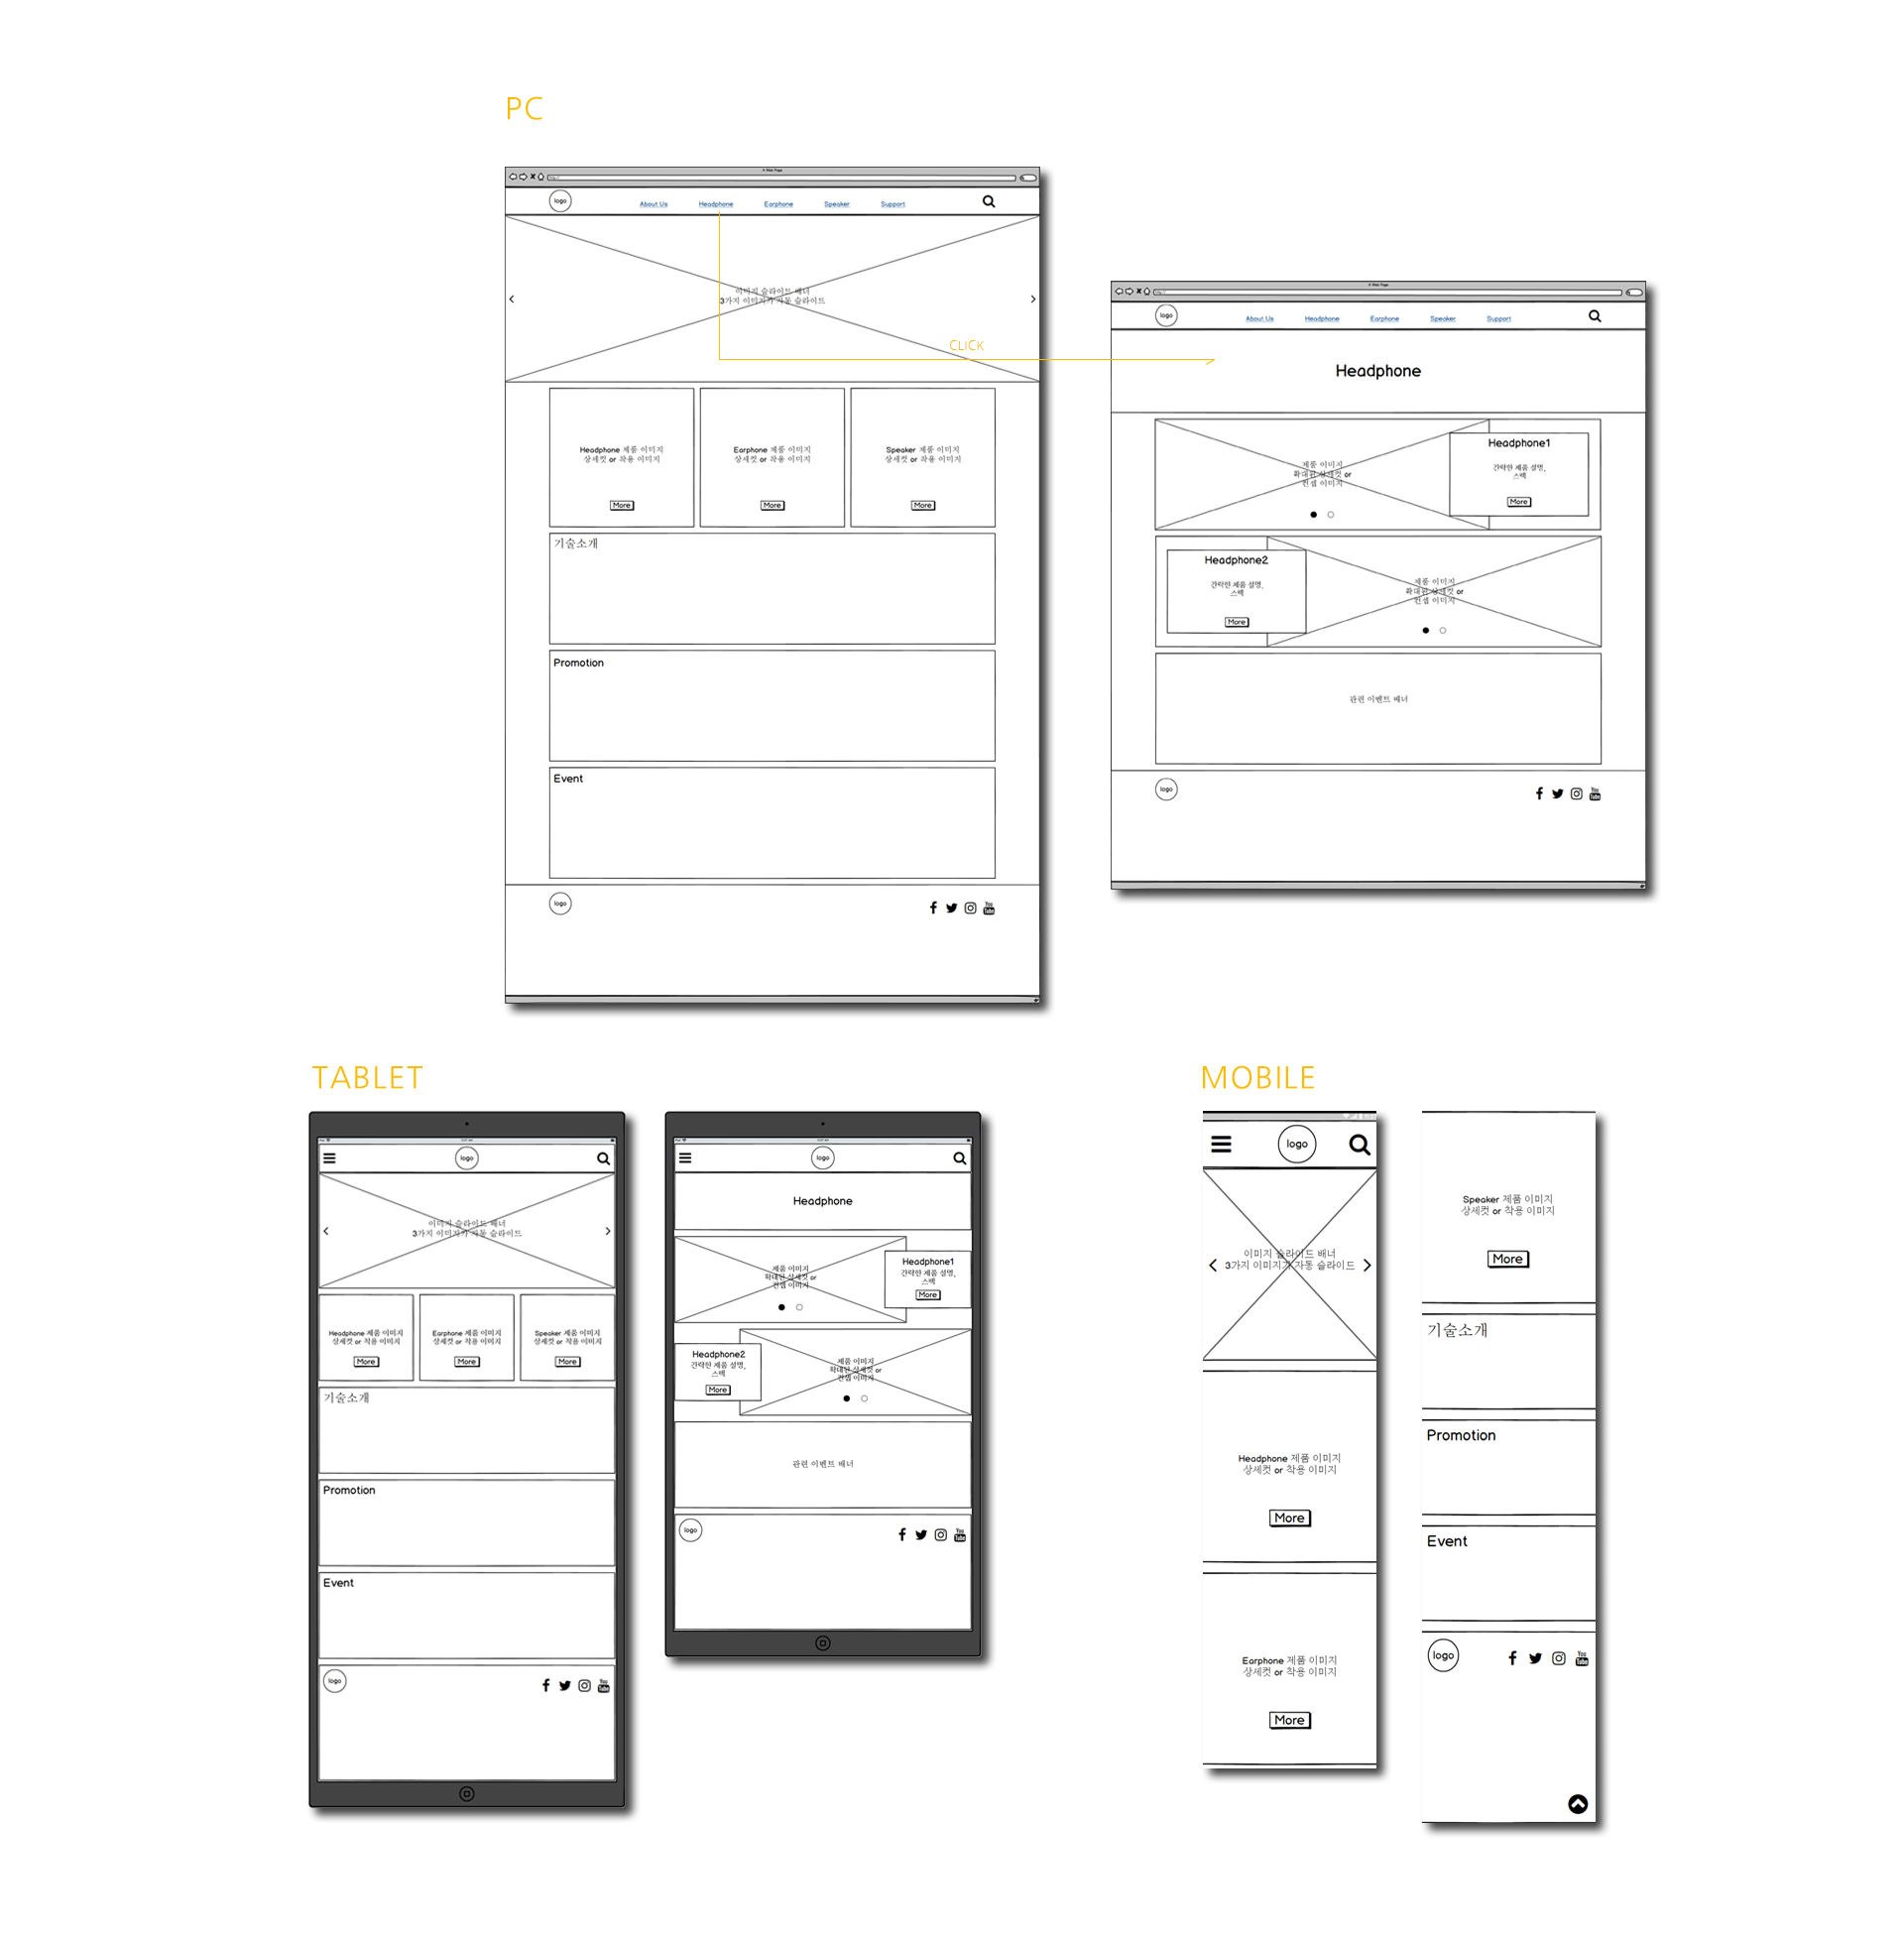 PC
A Web Page
http://
logo
About Us Headphone Earphone Speaker Support
이미지 슬라이드 배너
3가지 이미지가 자동 슬라이드
CLICK
Headphone 제품 이미지
상세컷 or 착용 이미지
More
Earphone 제품 이미지
상세컷 or 착용 이미지
More
Speaker 제품 이미지
상세컷 or 착용 이미지
More
기술소개
Promotion
Event
logo
You
Tube
A Web Page
http://
logo
About Us Headphone Earphone Speaker Support
Headphone
제품 이미지
확대된 상세컷 or
컨셉 이미지
Headphone1
간략한 제품 설명,
스펙
More
Headphone2
간략한 제품 설명,
스펙
More
제품 이미지
확대된 상세컷 or
컨셉 이미지
관련 이벤트 배너
logo
You
Tube
TABLET
logo
이미지 슬라이드 배너
3가지 이미지가 자동 슬라이드
Headphone 제품 이미지
상세컷 or 착용 이미지
More
Earphone 제품 이미지
상세컷 or 착용 이미지
More
Speaker 제품 이미지
상세컷 or 착용 이미지
More
기술소개
Promotion
Event
logo
You
Tube
logo
Headphone
제품 이미지
확대된 상세컷 or
컨셉 이미지
Headphone1
간략한 제품 설명,
스펙
More
Headphone2
간략한 제품 설명,
스펙
More
제품 이미지
확대된 상세컷 or
컨셉 이미지
관련 이벤트 배너
logo
You
Tube
MOBILE
logo
이미지 슬라이드 배너
3가지 이미지가 자동 슬라이드
Headphone 제품 이미지
상세컷 or 착용 이미지
More
Earphone 제품 이미지
상세컷 or 착용 이미지
More
Speaker 제품 이미지
상세컷 or 착용 이미지
More
기술소개
Promotion
Event
logo
You
Tube